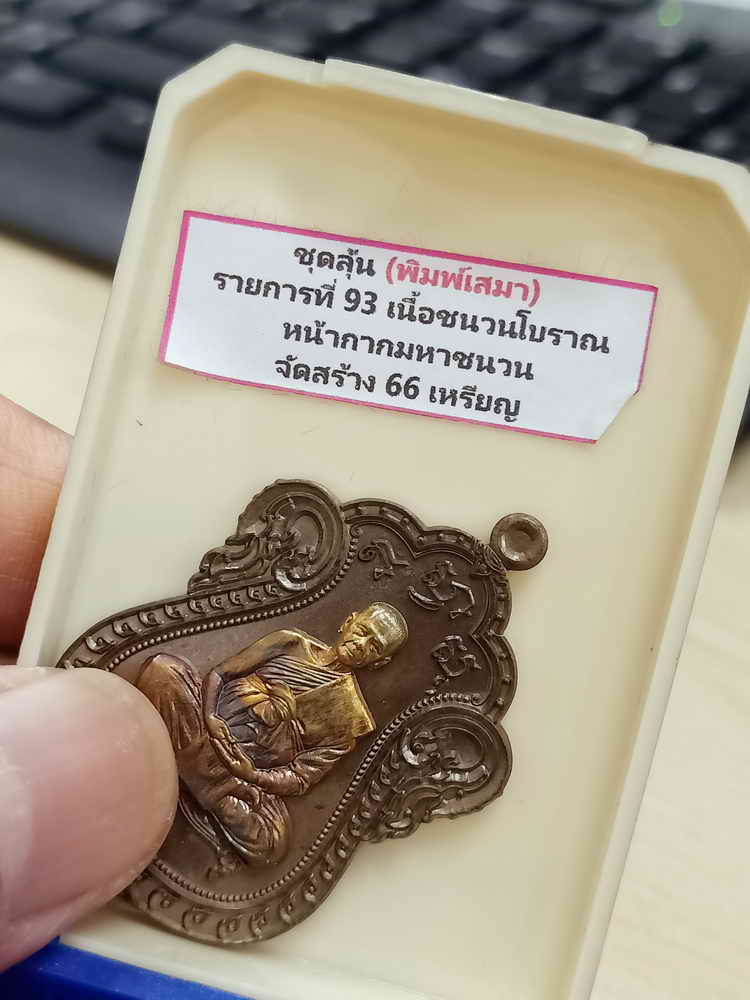 ชุดลุ้น (พิมพ์เสมา)
รายการที่ 93 เนื้อชนวนโบราณ
หน้ากากมหาชนวน
จัดสร้าง 66 เหรียญ